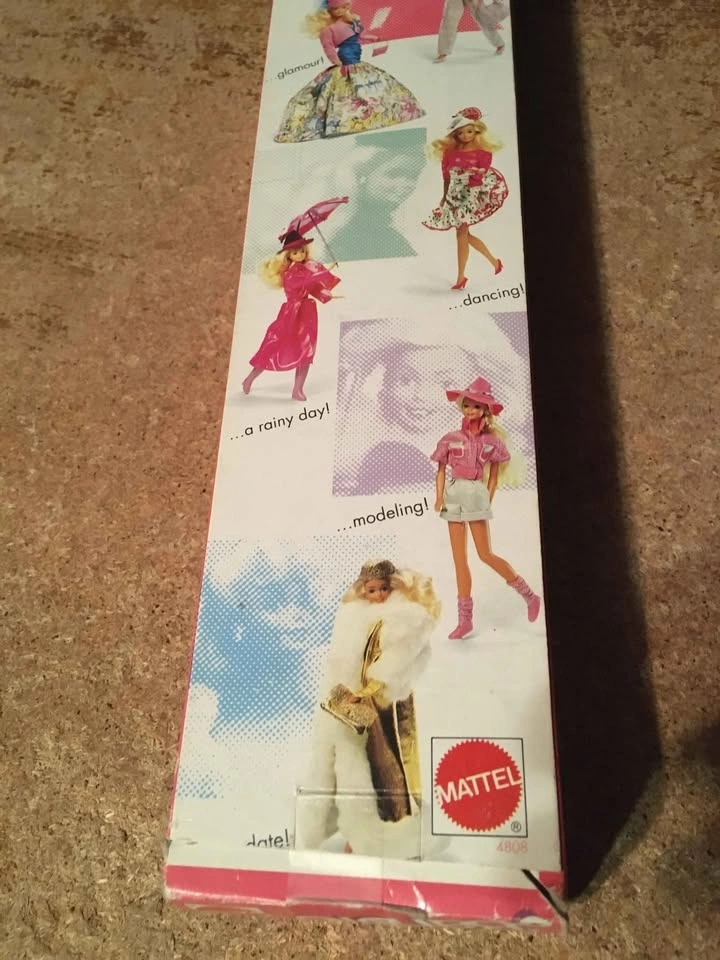 ...glamour!
...dancing!
...a rainy day!
...modeling!
date!
MATTEL
®
4808